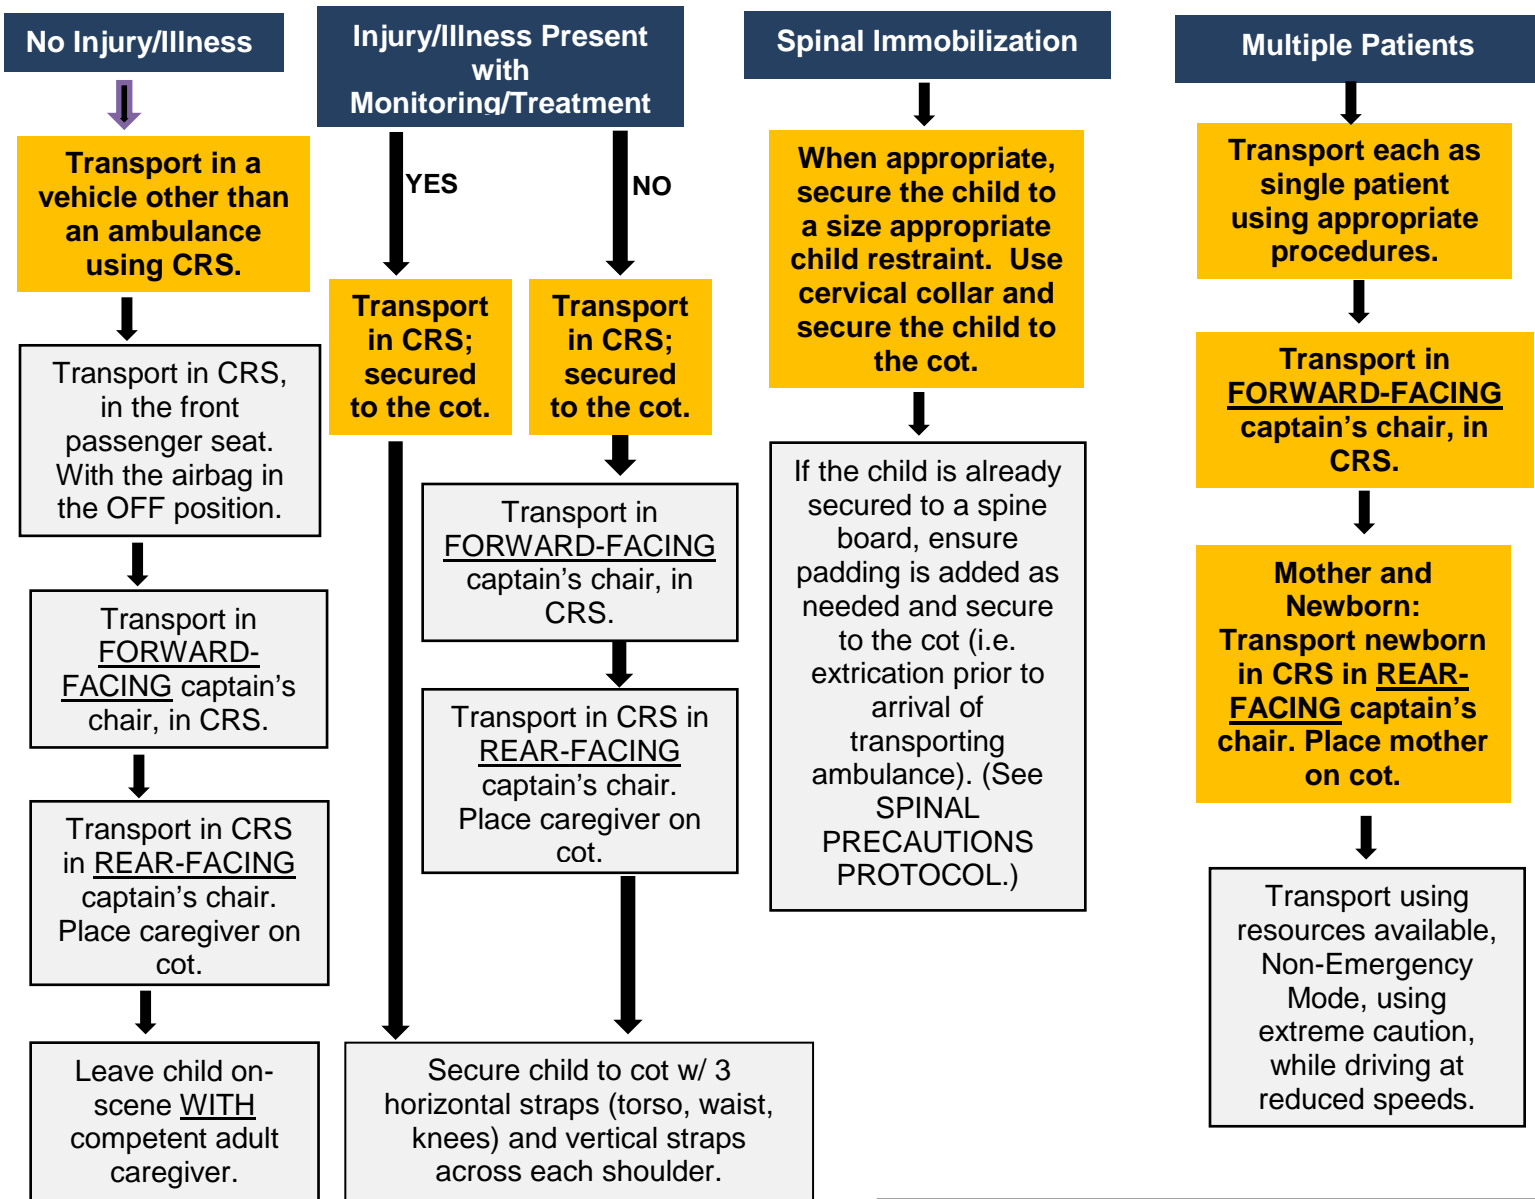 No Injury/Illness
Transport in a
vehicle other than
an ambulance
using CRS.
Transport in CRS,
in the front
passenger seat.
With the airbag in
the OFF position.
Transport in
FORWARD-
FACING captain's
chair, in CRS.
Transport in CRS
in REAR-FACING
captain's chair.
Place caregiver on
cot.
Leave child on-
scene WITH
competent adult
caregiver.
Injury/Illness Present
with
Monitoring/Treatment
YES
NO
Transport
in CRS;
secured
to the cot.
Transport
in CRS;
secured
to the cot.
Transport in
FORWARD-FACING
captain's chair, in
CRS.
Transport in CRS in
REAR-FACING
captain's chair.
Place caregiver on
cot.
Secure child to cot w/ 3
horizontal straps (torso, waist,
knees) and vertical straps
across each shoulder.
Spinal Immobilization
When appropriate,
secure the child to
a size appropriate
child restraint.  Use
cervical collar and
secure the child to
the cot.
If the child is already
secured to a spine
board, ensure
padding is added as
needed and secure
to the cot (i.e.
extrication prior to
arrival of
transporting
ambulance). (See
SPINAL
PRECAUTIONS
PROTOCOL.)
Multiple Patients
Transport each as
single patient
using appropriate
procedures.
Transport in
FORWARD-FACING
captain's chair, in
CRS.
Mother and
Newborn:
Transport newborn
in CRS in REAR-
FACING captain's
chair. Place mother
on cot.
Transport using
resources available,
Non-Emergency
Mode, using
extreme caution,
while driving at
reduced speeds.